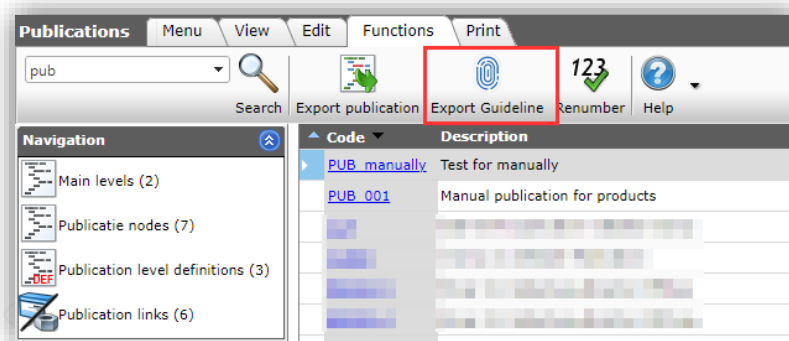 Publications Menu View Edit Functions Print
pub
Search Export publication Export Guideline Renumber Help
123
Navigation
Main levels (2)
Publicatie nodes (7)
DEF
Publication level definitions (3)
Publication links (6)
Code Description
PUB_manually Test for manually
PUB_001 Manual publication for products